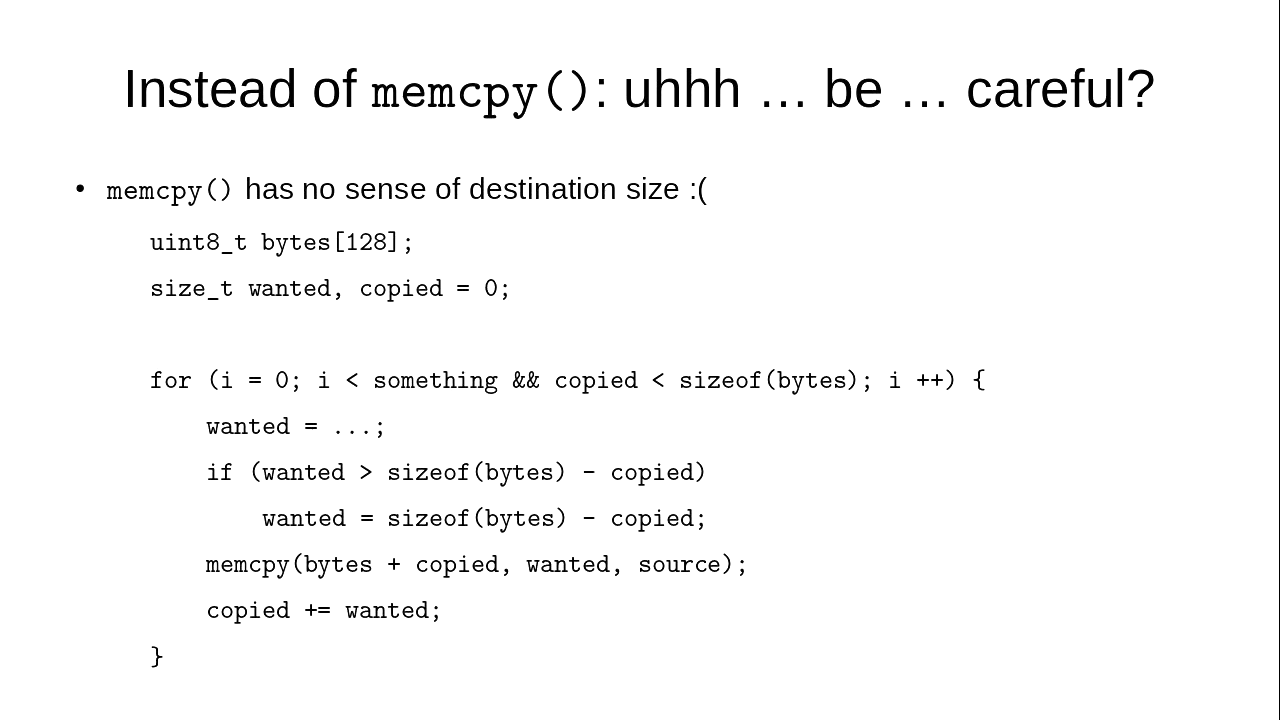 Instead of memcpy(): uhhh … be … careful?
• memcpy() has no sense of destination size :(
uint8_t bytes[128];
size_t wanted, copied = 0;
for (i = 0; i < something && copied < sizeof(bytes); i ++) {
wanted = ...;
if (wanted > sizeof(bytes) - copied)
wanted = sizeof(bytes) - copied;
memcpy(bytes + copied, wanted, source);
copied += wanted;
}